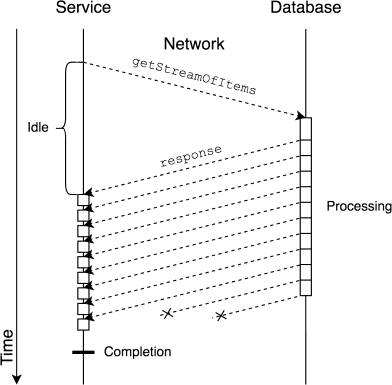 Service
Database
Network
getStreamOfItems
Idle
response
Processing
Time
Completion